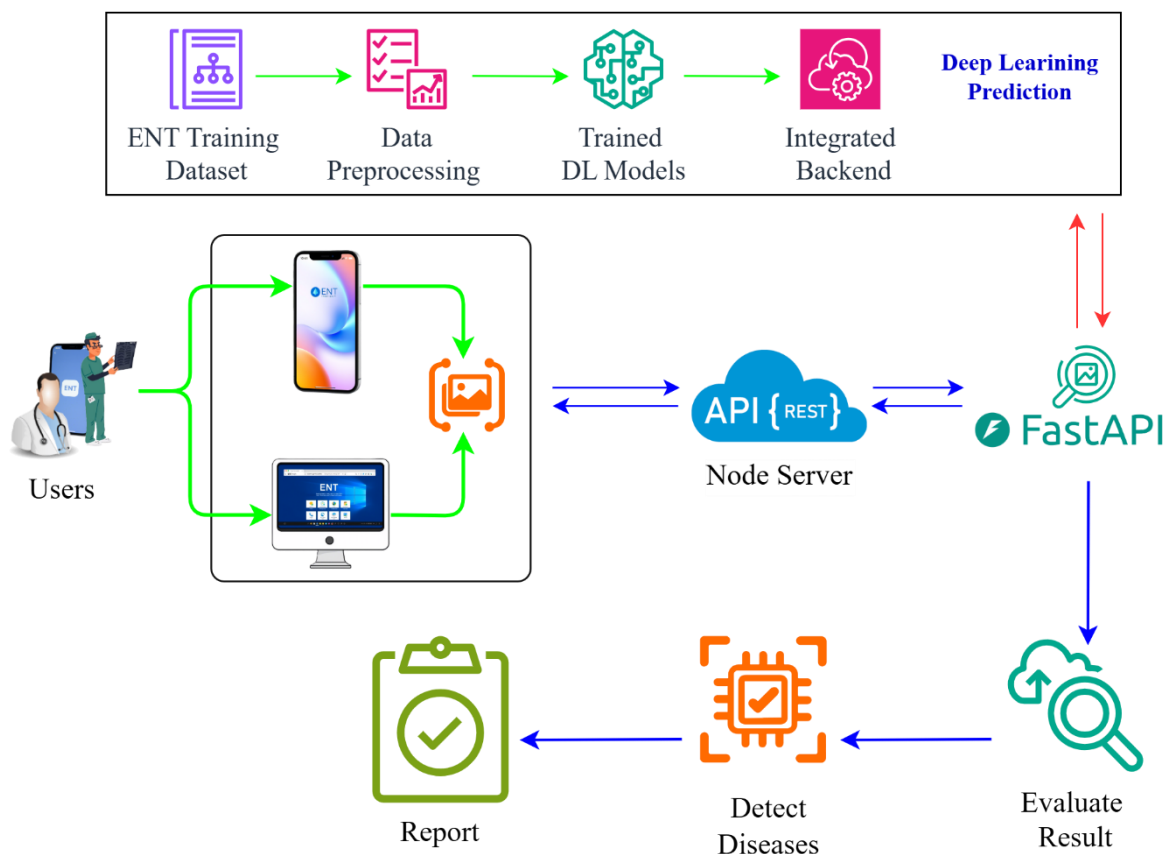 ENT Training
Dataset
Data
Preprocessing
Trained
DL Models
Integrated
Backend
Deep Learining
Prediction
ENT
ENT
ENT
Users
API {REST}
Node Server
FastAPI
Report
Detect
Diseases
Evaluate
Result